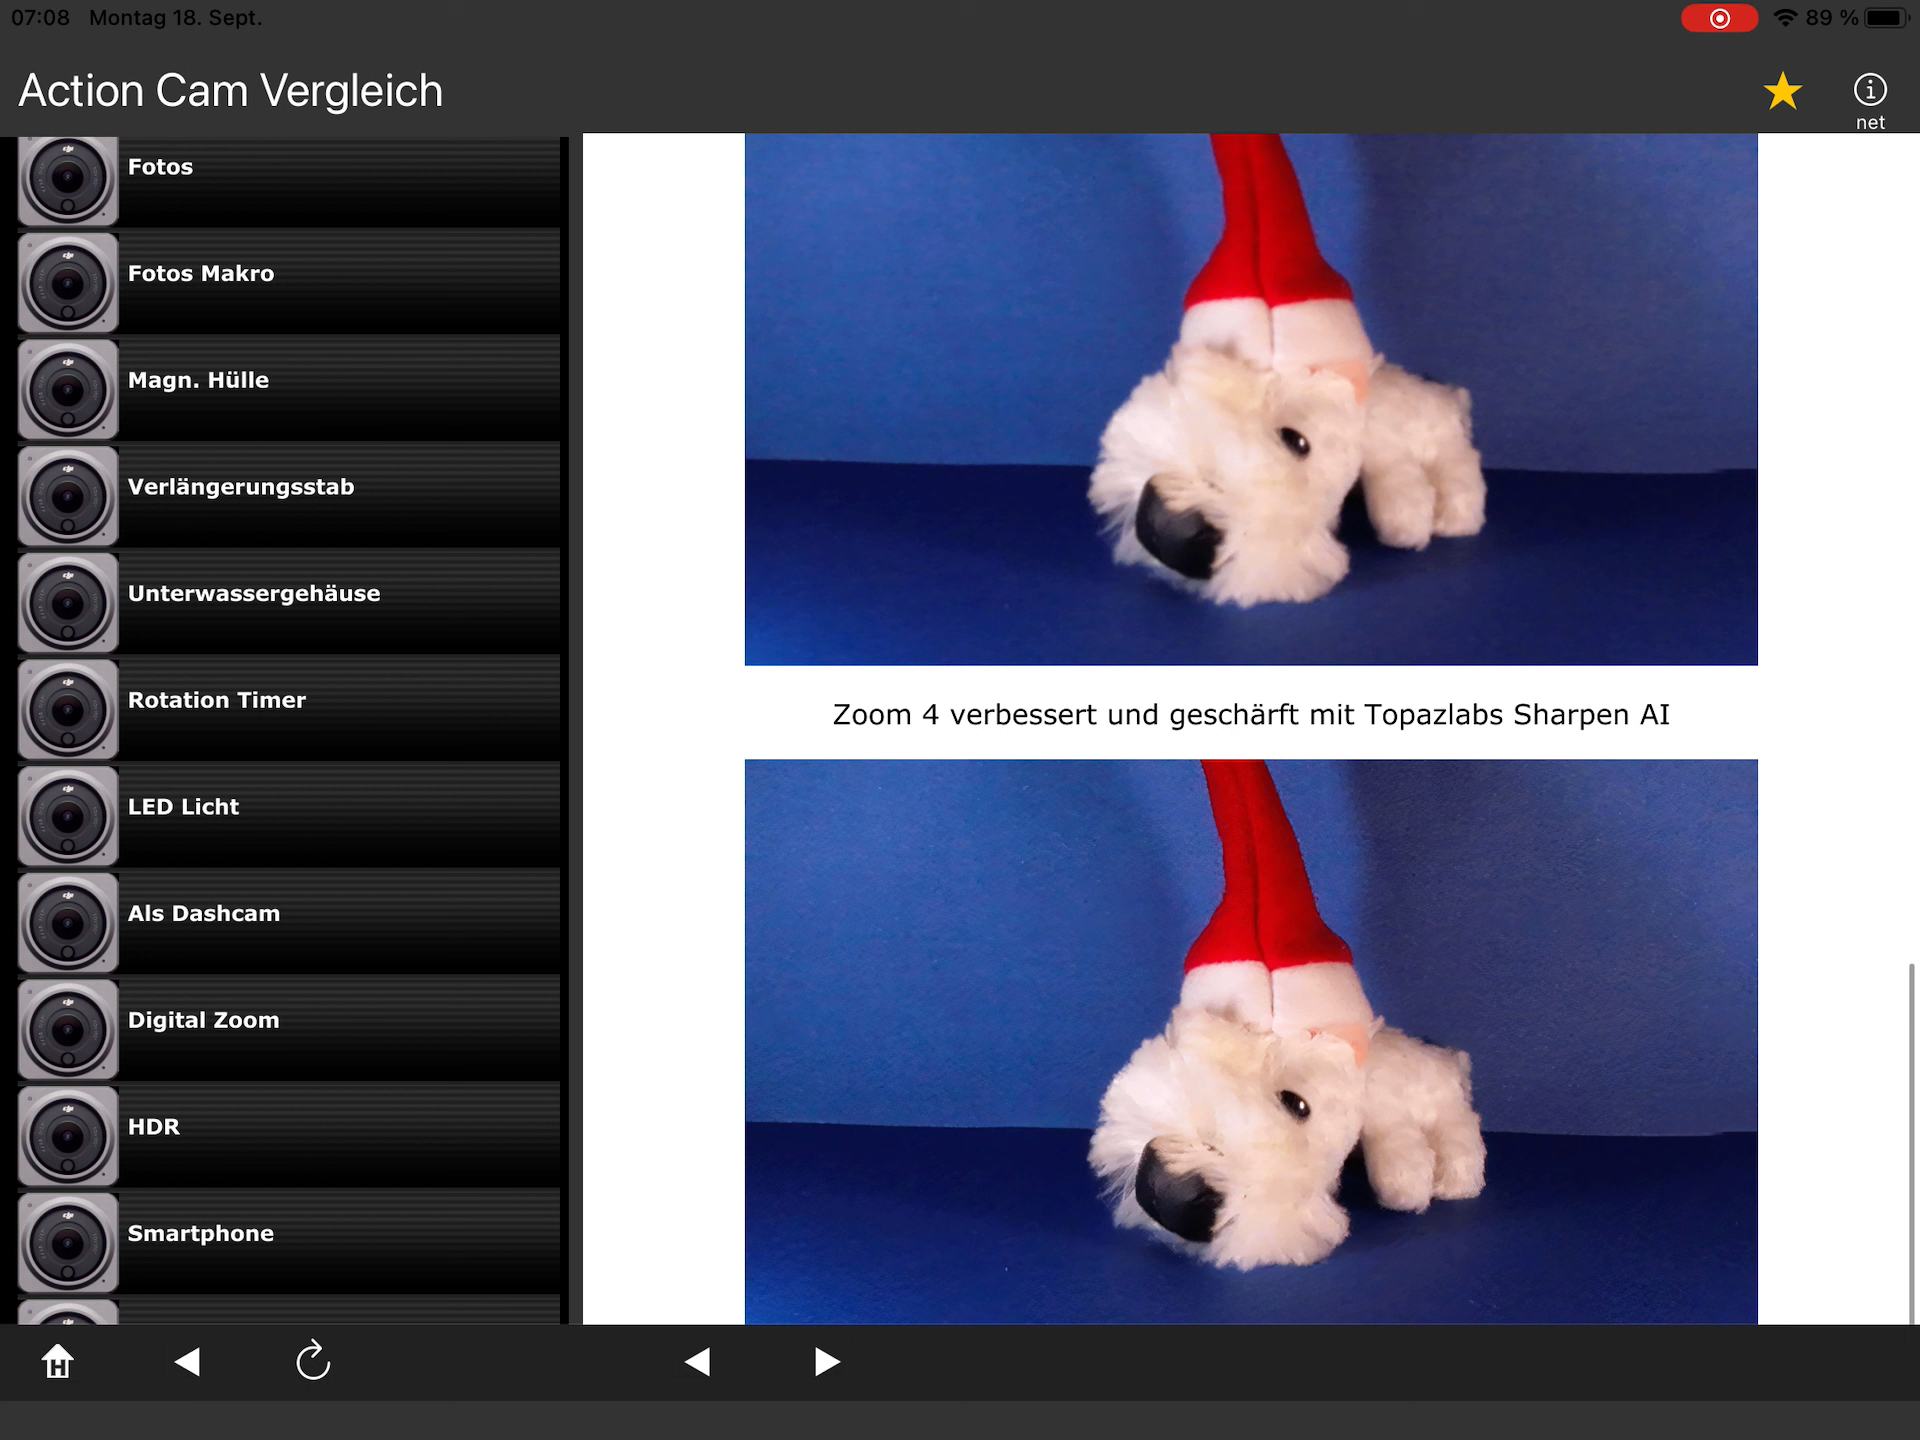 07:08 Montag 18. Sept.
89 %
Action Cam Vergleich
net
Fotos
Fotos Makro
Magn. Hülle
Verlängerungsstab
Unterwassergehäuse
Rotation Timer
LED Licht
Als Dashcam
Digital Zoom
HDR
Smartphone
Zoom 4 verbessert und geschärft mit Topazlabs Sharpen AI